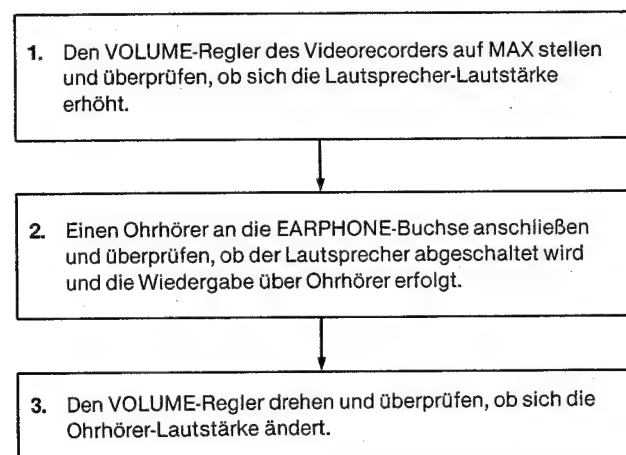 1. Den VOLUME-Regler des Videorecorders auf MAX stellen
und überprüfen, ob sich die Lautsprecher-Lautstärke
erhöht.
2. Einen Ohrhörer an die EARPHONE-Buchse anschließen
und überprüfen, ob der Lautsprecher abgeschaltet wird
und die Wiedergabe über Ohrhörer erfolgt.
3. Den VOLUME-Regler drehen und überprüfen, ob sich die
Ohrhörer-Lautstärke ändert.